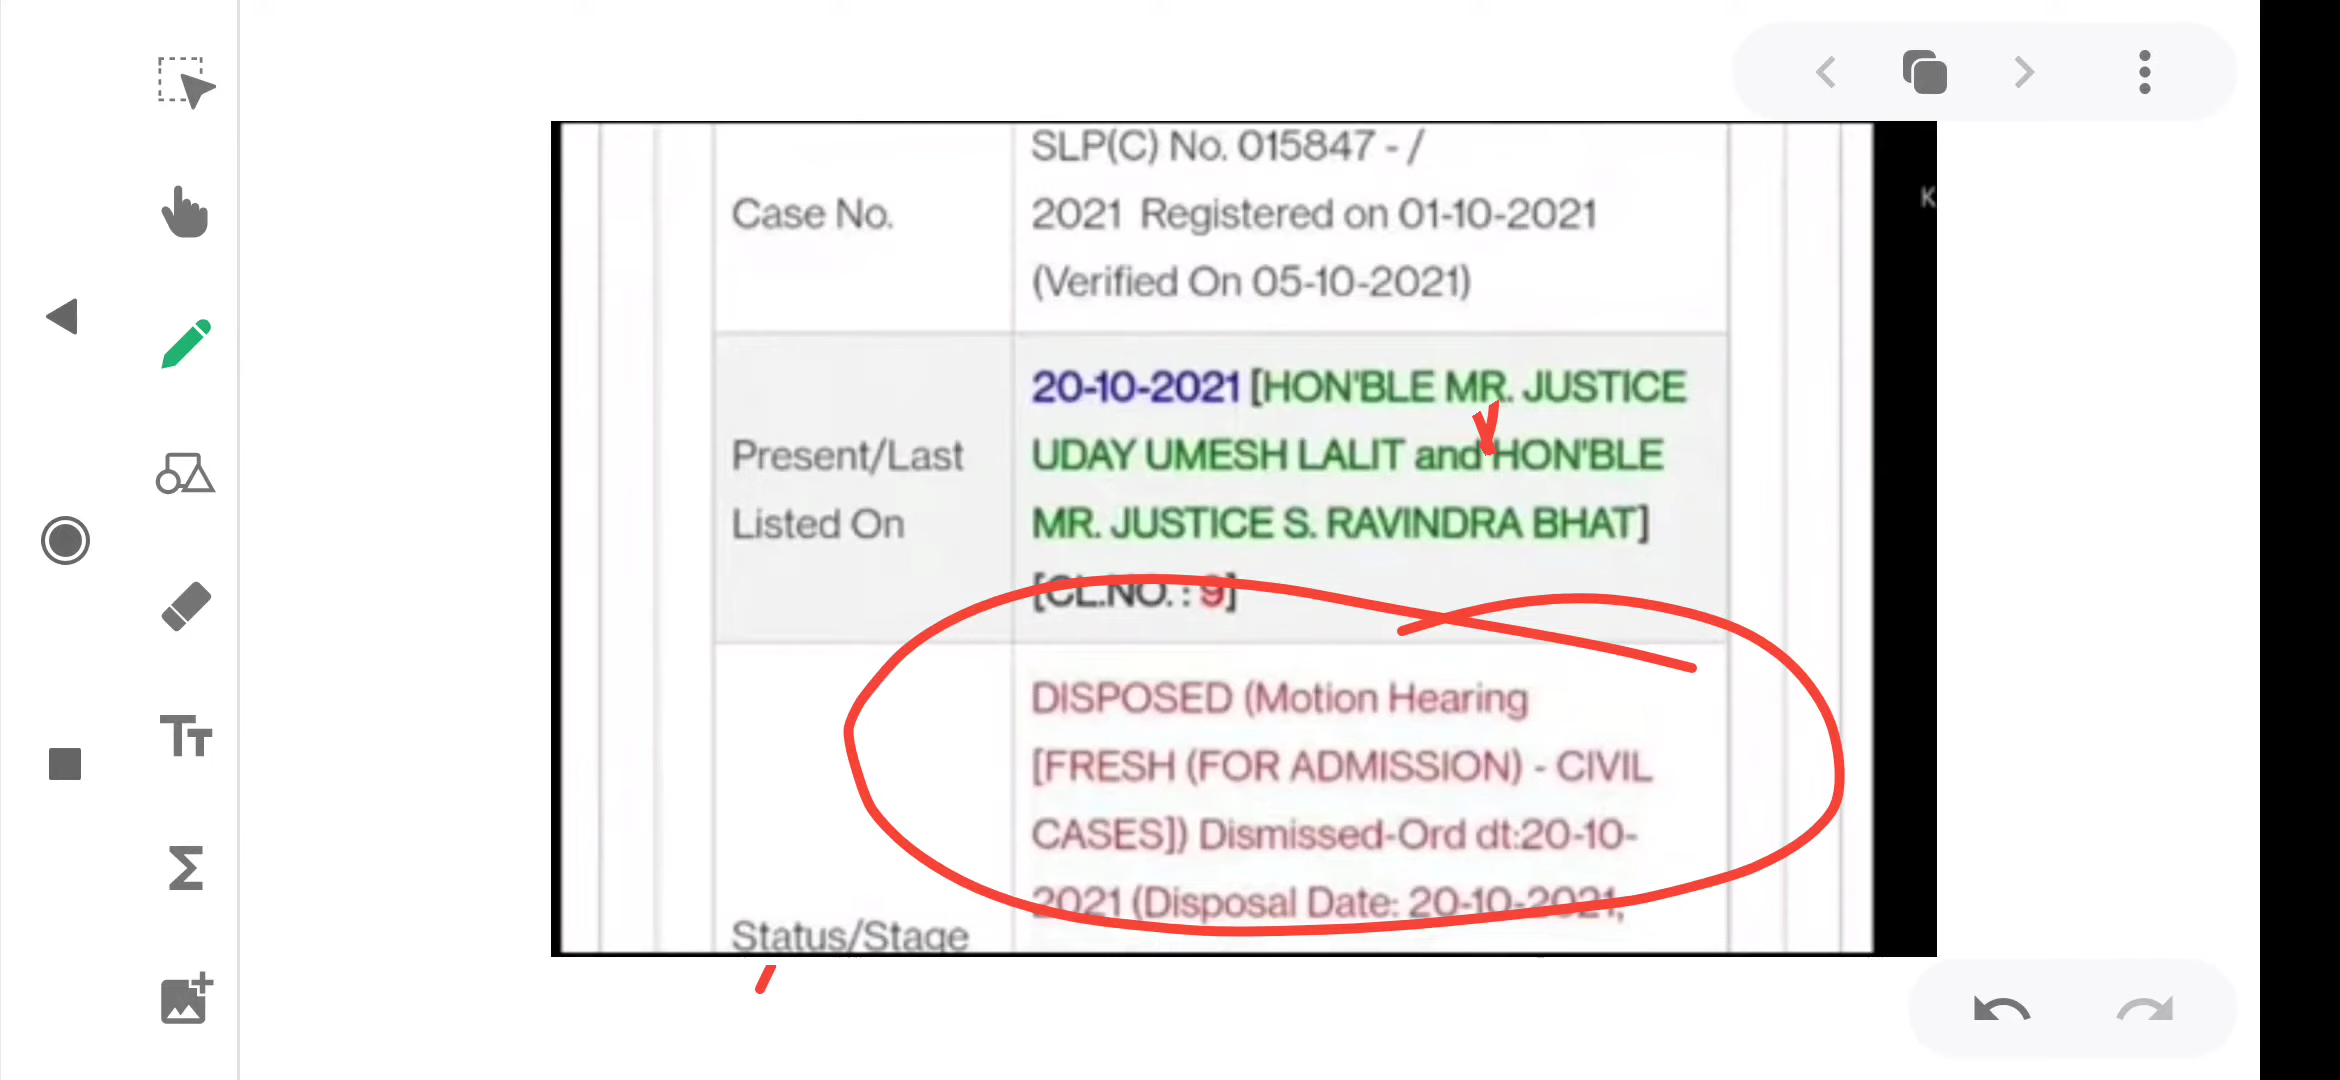 SLP(C) No. 015847 - /
Case No.
2021 Registered on 01-10-2021
(Verified On 05-10-2021)
20-10-2021 [HON'BLE MR. JUSTICE
Present/Last
UDAY UMESH LALIT and HON'BLE
Listed On
MR. JUSTICE S. RAVINDRA BHAT]
[CL.NO. : 9]
DISPOSED (Motion Hearing
[FRESH (FOR ADMISSION) - CIVIL
CASES]) Dismissed-Ord dt:20-10-
2021 (Disposal Date: 20-10-2021,
Status/Stage
K
Tт